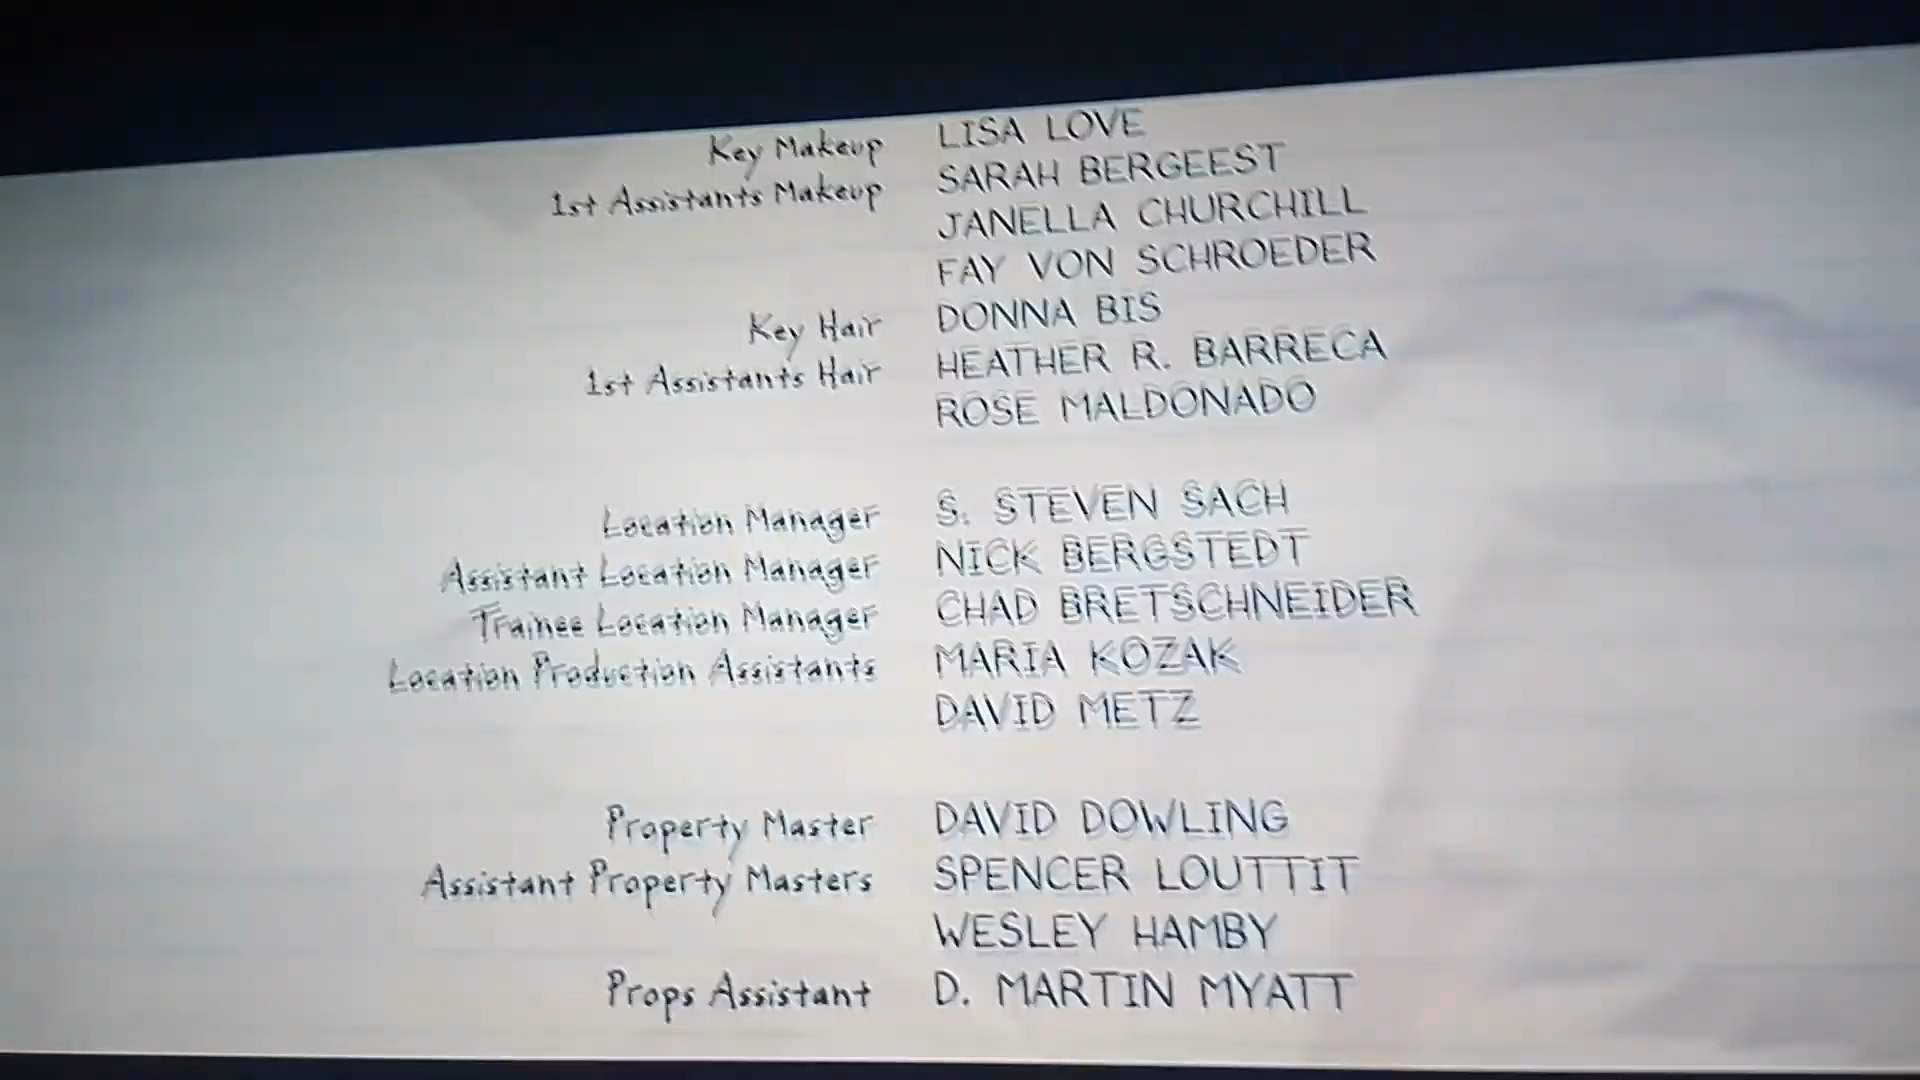 Key Makeup LISA LOVE
1st Assistants Makeup SARAH BERGEEST
JANELLA CHURCHILL
FAY VON SCHROEDER
Key Hair DONNA BIS
1st Assistants Hair HEATHER R. BARRECA
ROSE MALDONADO
Location Manager S. STEVEN SACH
Assistant Location Manager NICK BERGSTEDT
Trainee Location Manager CHAD BRETSCHNEIDER
Location Production Assistants MARIA KOZAK
DAVID METZ
Property Master DAVID DOWLING
Assistant Property Masters SPENCER LOUTTIT
WESLEY HAMBY
Props Assistant D. MARTIN MYATT